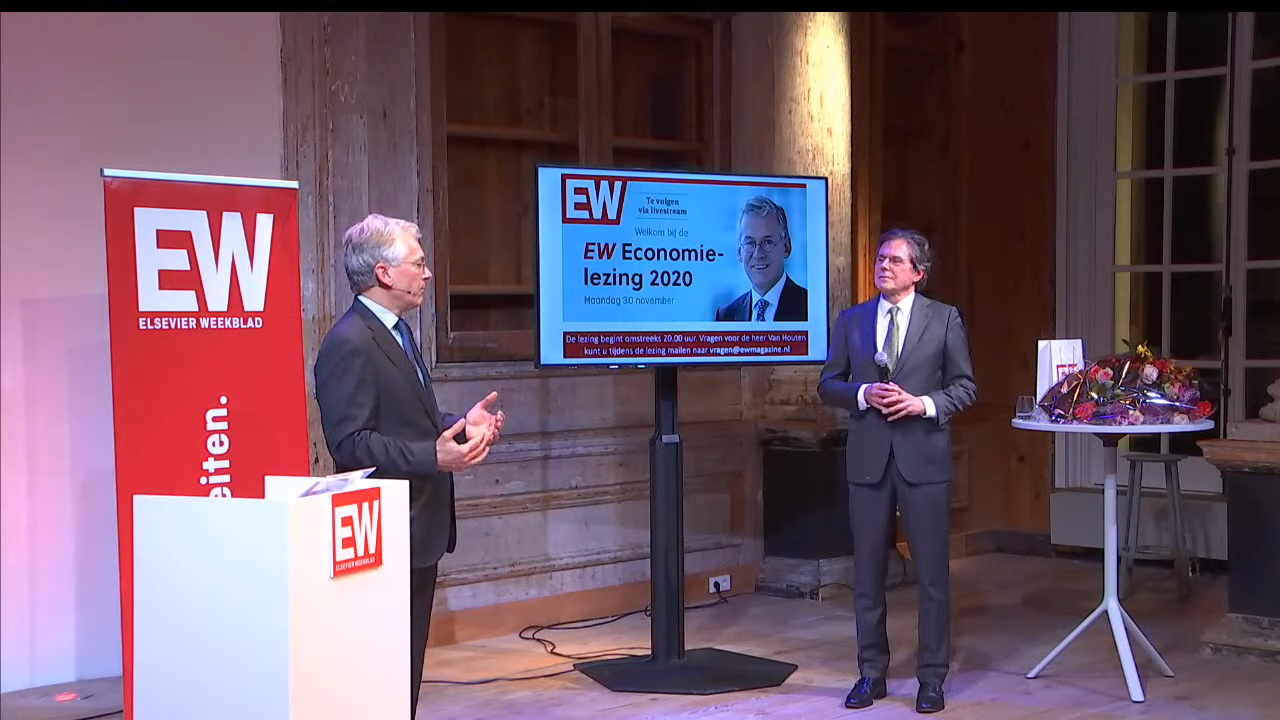 EW
ELSEVIER WEEKBLAD
eiten.
EW
Te volgen
via livestream
Welkom bij de
EW Economie-
lezing 2020
Maandag 30 november
De lezing begint omstreeks 20.00 uur. Vragen voor de heer Van Houten
kunt u tijdens de lezing mailen naar vragen@ewmagazine.nl
EW
ELSEVIER WEEKBLAD
EW